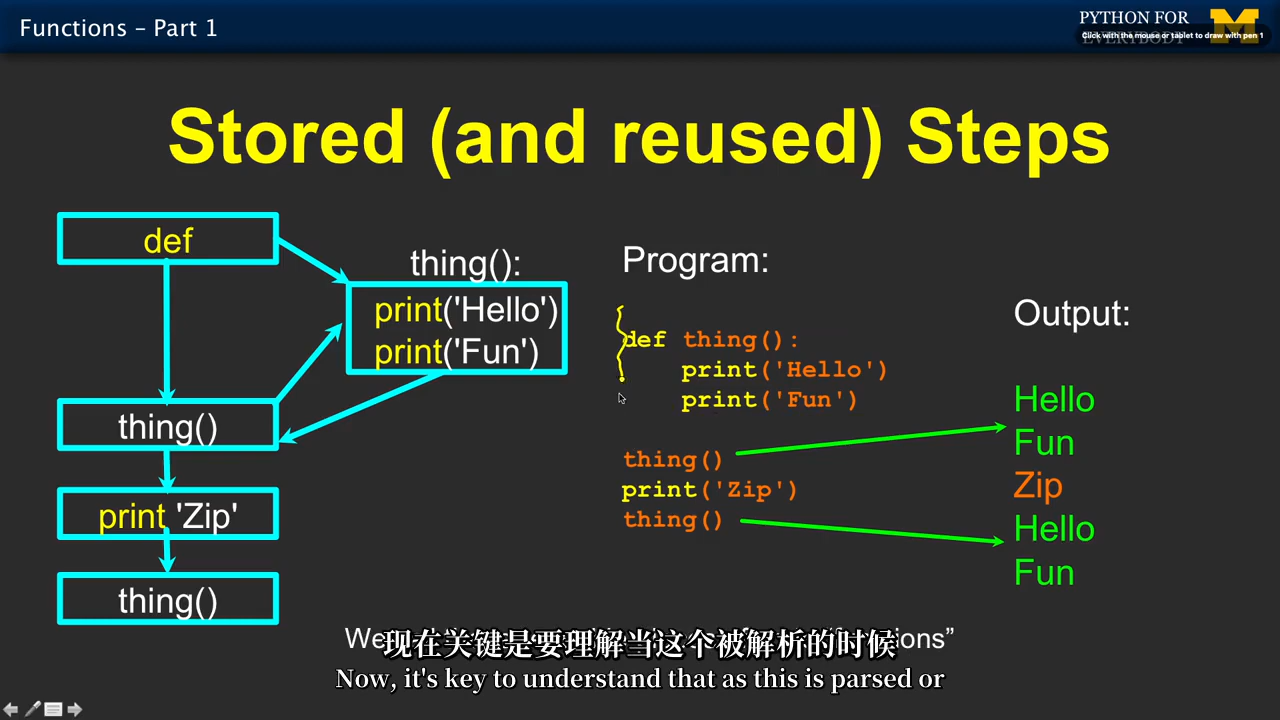 Functions – Part 1
PYTHON FOR
EVERYBODY
Click with the mouse or tablet to draw with pen 1
Stored (and reused) Steps
def
thing():
print('Hello')
print('Fun')
thing()
print 'Zip'
thing()
Program:
def thing():
print('Hello')
print('Fun')
thing()
print('Zip')
thing()
Output:
Hello
Fun
Zip
Hello
Fun
We
现在关键是要理解当这个被解析的时候
Now, it's key to understand that as this is parsed or